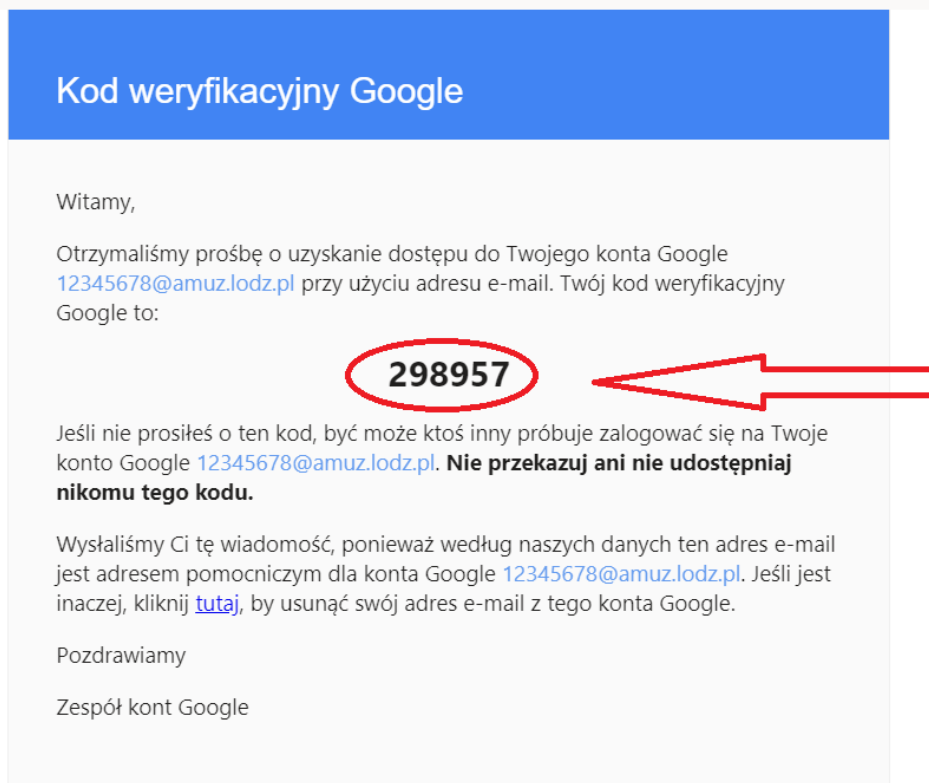 Kod weryfikacyjny Google
Witamy,
Otrzymaliśmy prośbę o uzyskanie dostępu do Twojego konta Google
12345678@amuz.lodz.pl przy użyciu adresu e-mail. Twój kod weryfikacyjny
Google to:
298957
Jeśli nie prosiłeś o ten kod, być może ktoś inny próbuje zalogować się na Twoje
konto Google 12345678@amuz.lodz.pl. Nie przekazuj ani nie udostępniaj
nikomu tego kodu.
Wysłaliśmy Ci tę wiadomość, ponieważ według naszych danych ten adres e-mail
jest adresem pomocniczym dla konta Google 12345678@amuz.lodz.pl. Jeśli jest
inaczej, kliknij tutaj, by usunąć swój adres e-mail z tego konta Google.
Pozdrawiamy
Zespół kont Google